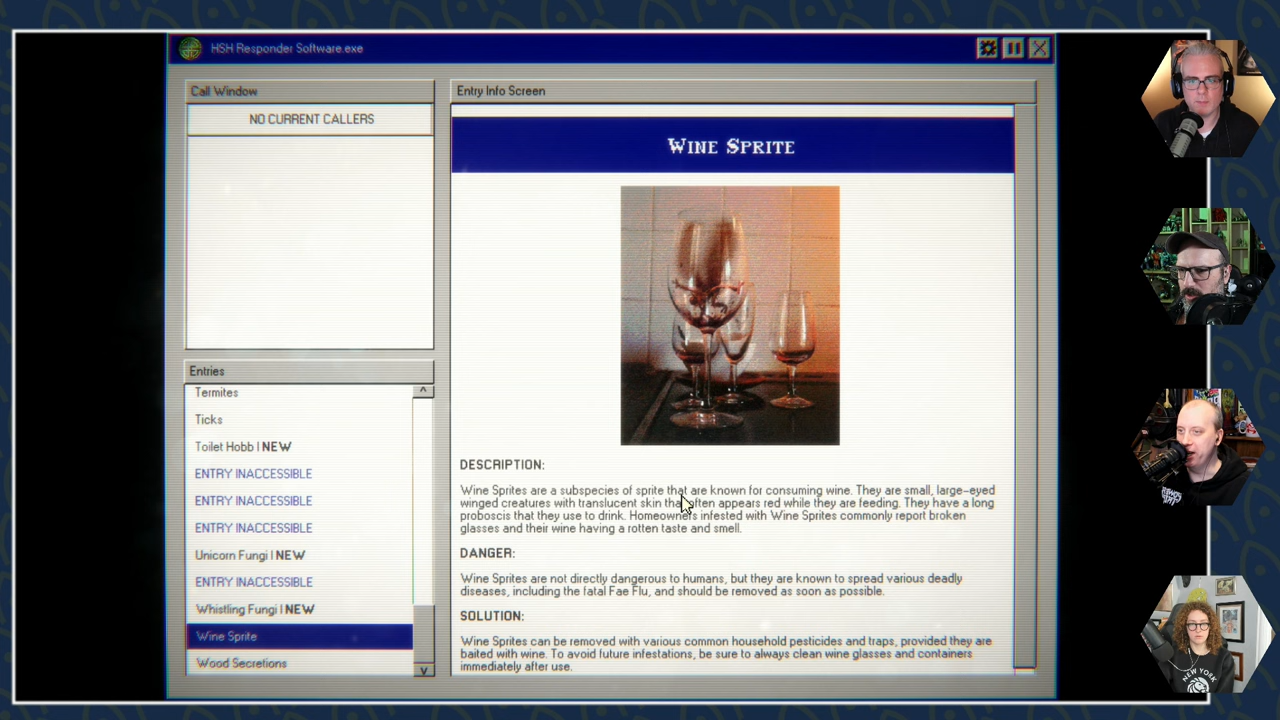 HSH Responder Software.exe
Call Window
NO CURRENT CALLERS
Entries
Termites
Ticks
Toilet Hobb | NEW
ENTRY INACCESSIBLE
ENTRY INACCESSIBLE
ENTRY INACCESSIBLE
Unicorn Fungi | NEW
ENTRY INACCESSIBLE
Whistling Fungi | NEW
Wine Sprite
Wood Secretions
Entry Info Screen
Wine Sprite
DESCRIPTION:
Wine Sprites are a subspecies of sprite that are known for consuming wine. They are small, large-eyed
winged creatures with translucent skin that often appears red while they are feeding. They have a long
proboscis that they use to drink. Homeowners infested with Wine Sprites commonly report broken
glasses and their wine having a rotten taste and smell.
DANGER:
Wine Sprites are not directly dangerous to humans, but they are known to spread various deadly
diseases, including the fatal Fae Flu, and should be removed as soon as possible.
SOLUTION:
Wine Sprites can be removed with various common household pesticides and traps, provided they are
baited with wine. To avoid future infestations, be sure to always clean wine glasses and containers
immediately after use.
NEW YORK